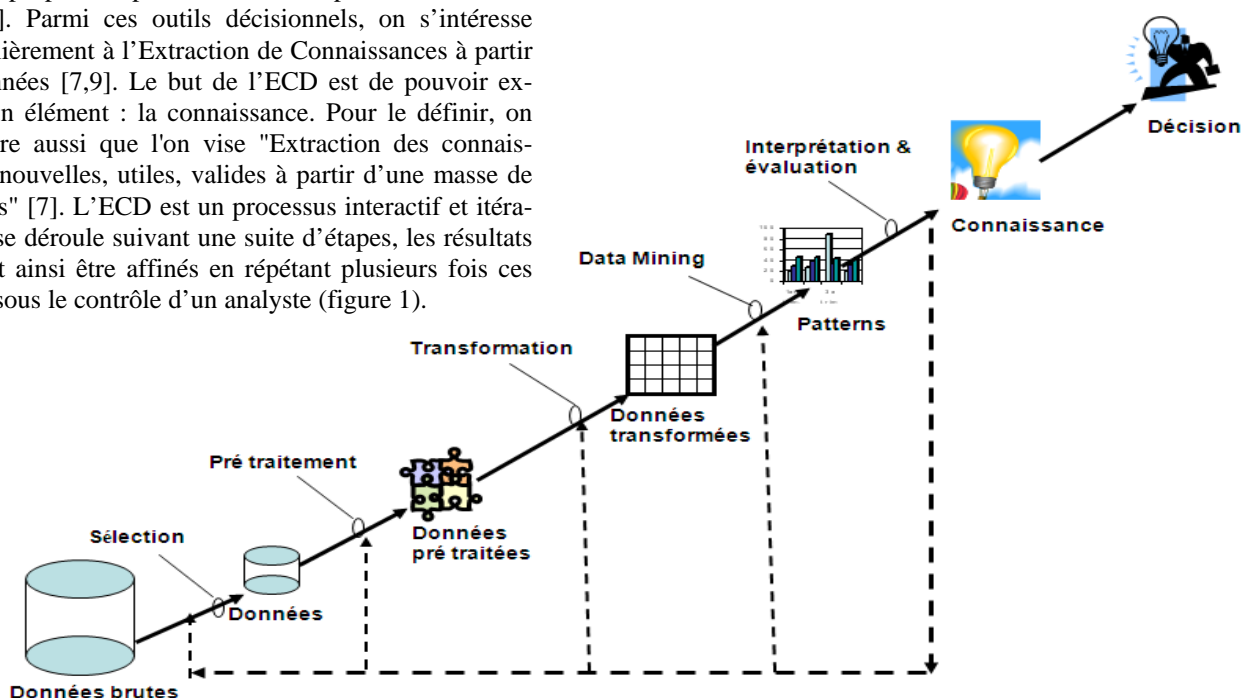 ]. Parmi ces outils décisionnels, on s’intéresse
nièrement à l’Extraction de Connaissances à partir
nnées [7,9]. Le but de l’ECD est de pouvoir ex-
n élément : la connaissance. Pour le définir, on
re aussi que l'on vise "Extraction des connais-
nouvelles, utiles, valides à partir d’une masse de
s" [7]. L’ECD est un processus interactif et itéra-
se déroule suivant une suite d’étapes, les résultats
t ainsi être affinés en répétant plusieurs fois ces
sous le contrôle d’un analyste (figure 1).
Décision
Interprétation &
évaluation
Connaissance
Data Mining
Patterns
Transformation
Données
transformées
Pré traitement
Données
pré traitées
Sélection
Données
Données brutes